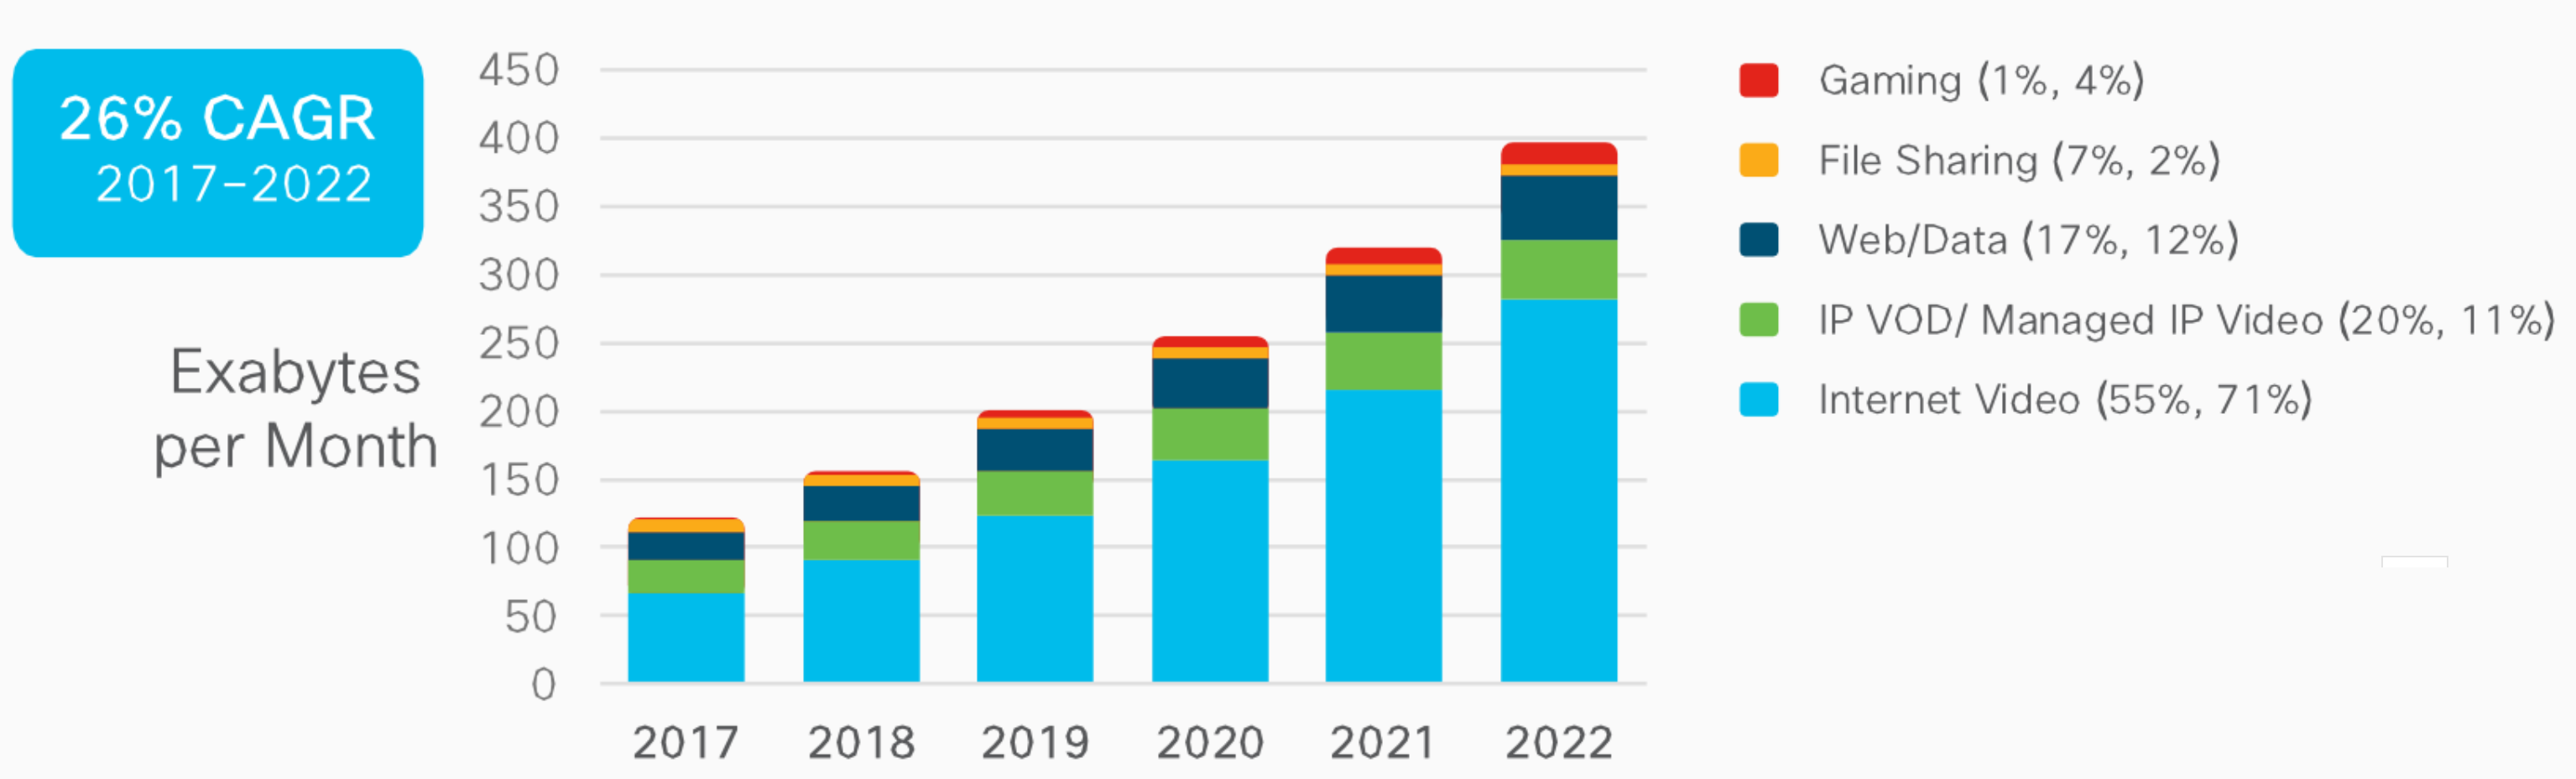 26% CAGR
2017–2022
Exabytes
per Month
450
400
350
300
250
200
150
100
50
0
2017 2018 2019 2020 2021 2022
Gaming (1%, 4%)
File Sharing (7%, 2%)
Web/Data (17%, 12%)
IP VOD/ Managed IP Video (20%, 11%)
Internet Video (55%, 71%)